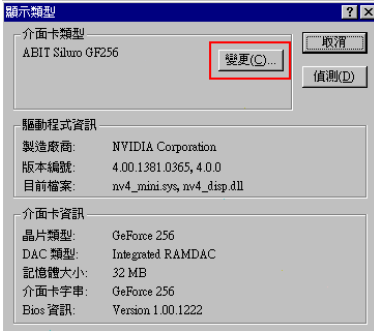 顯示類型
介面卡類型
ABIT Siluro GF256
變更(C)...
取消
偵測(D)
驅動程式資訊
製造廠商: NVIDIA Corporation
版本編號: 4.00.1381.0365, 4.0.0
目前檔案: nv4_mini.sys, nv4_disp.dll
介面卡資訊
晶片類型: GeForce 256
DAC 類型: Integrated RAMDAC
記憶體大小: 32 MB
介面卡字串: GeForce 256
Bios 資訊: Version 1.00.1222